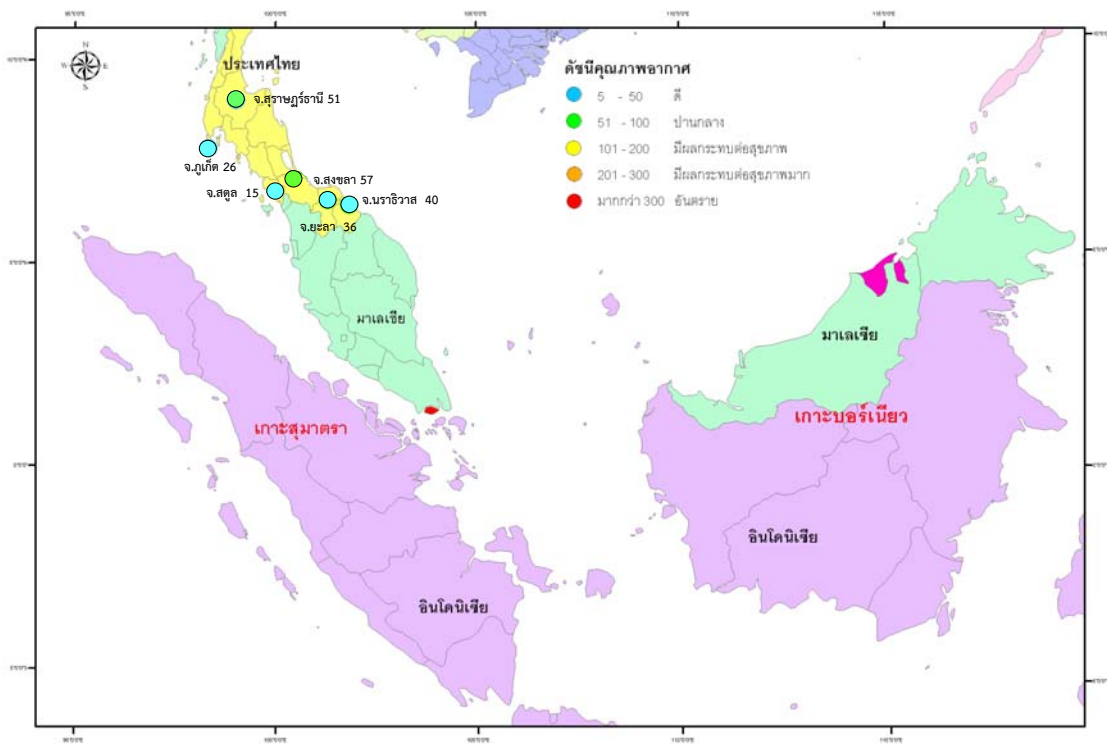 N
W
E
S
ประเทศไทย
จ.สุราษฏร์ธานี 51
จ.ภูเก็ต 26
จ.สงขลา 57
จ.สตูล 15
จ.นราธิวาส 40
จ.ยะลา 36
ดัชนีคุณภาพอากาศ
5 - 50 ดี
51 - 100 ปานกลาง
101 - 200 มีผลกระทบต่อสุขภาพ
201 - 300 มีผลกระทบต่อสุขภาพมาก
มากกว่า 300 อันตราย
มาเลเซีย
มาเลเซีย
เกาะสุมาตรา
เกาะบอร์เนียว
อินโดนิเซีย
อินโดนิเซีย